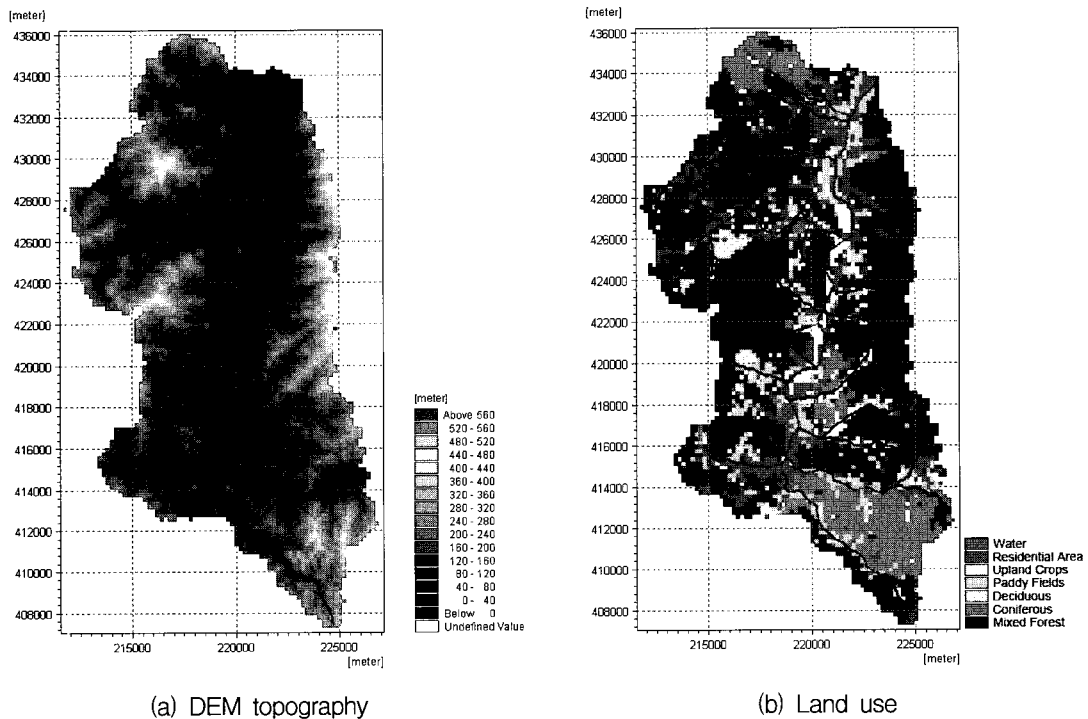 [meter]
436000
434000
432000
430000
428000
426000
424000
422000
420000
418000
416000
414000
412000
410000
408000
215000 220000 225000
[meter]
[meter]
Above 560
520 - 560
480 - 520
440 - 480
400 - 440
360 - 400
320 - 360
280 - 320
240 - 280
200 - 240
160 - 200
120 - 160
80 - 120
40 - 80
0 - 40
Below 0
Undefined Value
(a) DEM topography
[meter]
436000
434000
432000
430000
428000
426000
424000
422000
420000
418000
416000
414000
412000
410000
408000
215000 220000 225000
[meter]
Water
Residential Area
Upland Crops
Paddy Fields
Deciduous
Coniferous
Mixed Forest
(b) Land use